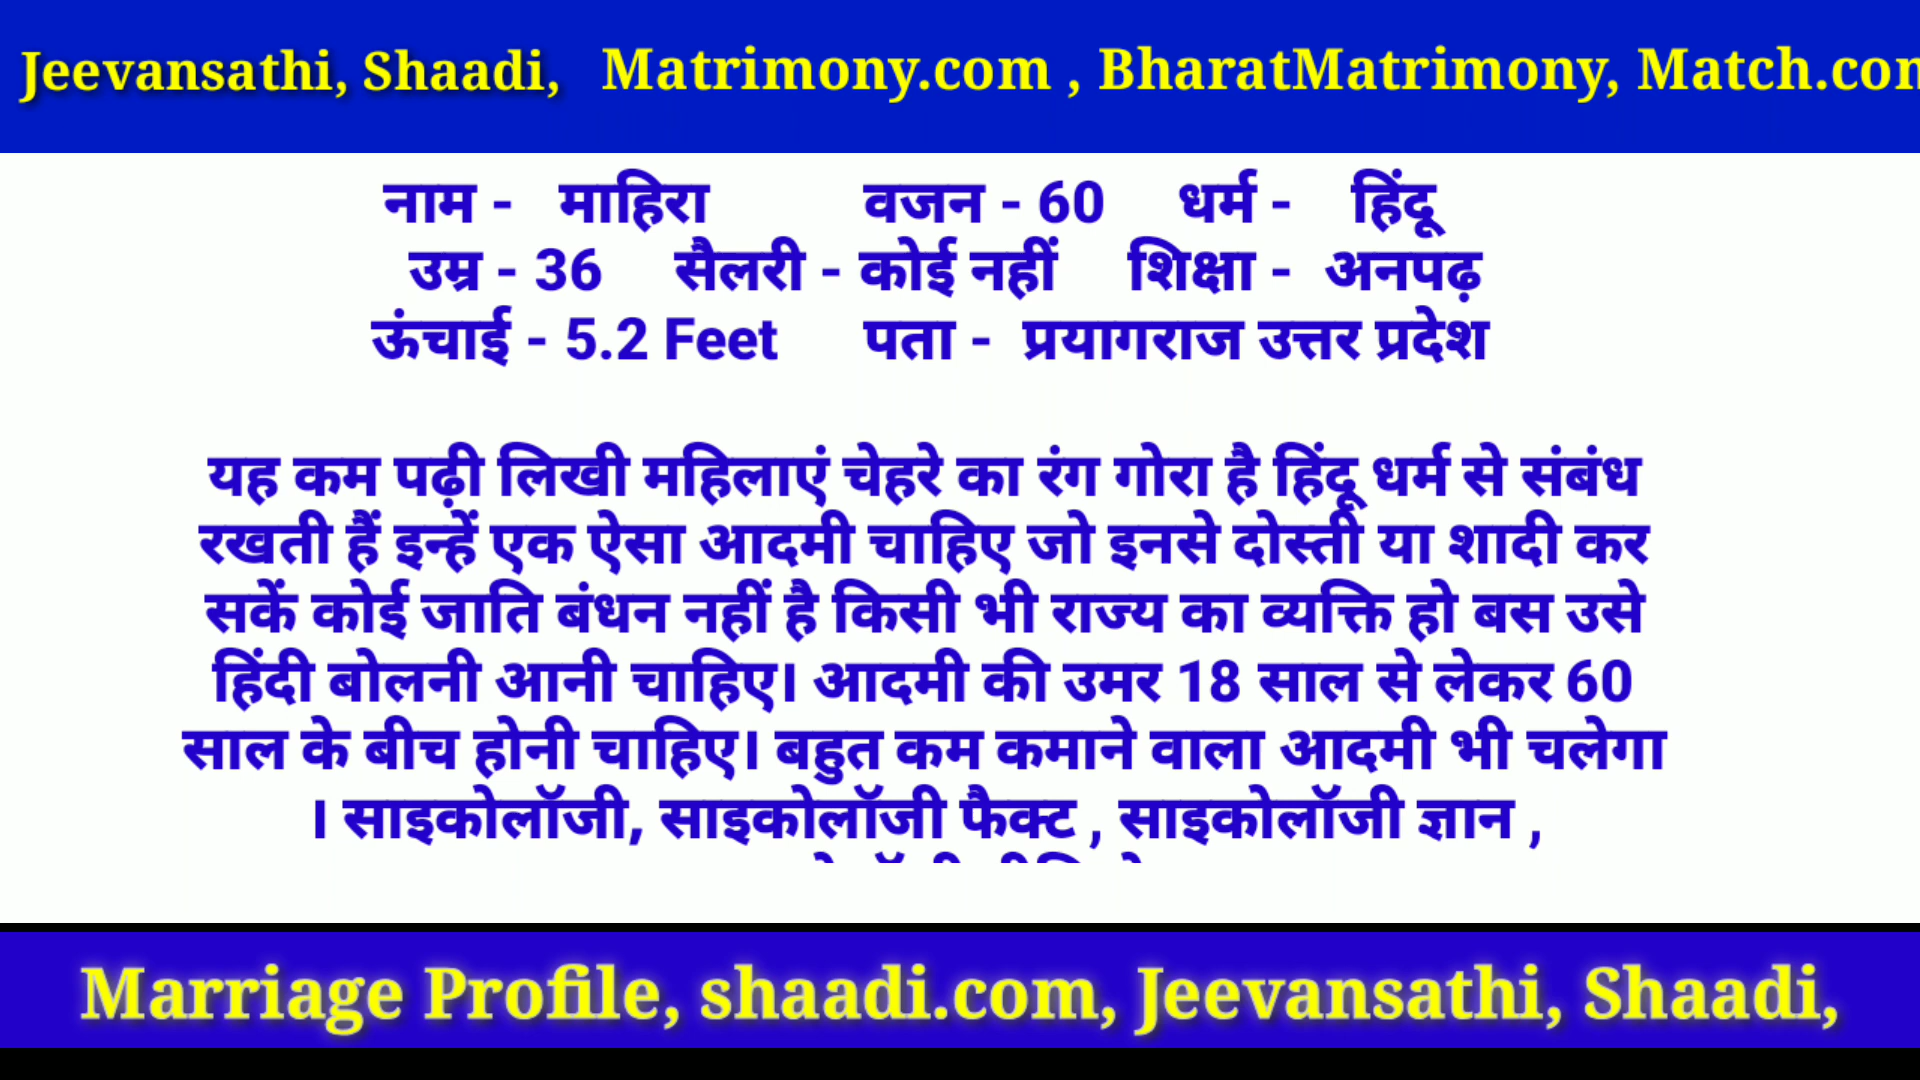 Jeevansathi, Shaadi, Matrimony.com , BharatMatrimony, Match.con
नाम - माहिरा वजन - 60 धर्म - हिंदू
उम्र - 36 सैलरी - कोई नहीं शिक्षा - अनपढ़
ऊंचाई - 5.2 Feet पता - प्रयागराज उत्तर प्रदेश
यह कम पढ़ी लिखी महिलाएं चेहरे का रंग गोरा है हिंदू धर्म से संबंध
रखती हैं इन्हें एक ऐसा आदमी चाहिए जो इनसे दोस्ती या शादी कर
सकें कोई जाति बंधन नहीं है किसी भी राज्य का व्यक्ति हो बस उसे
हिंदी बोलनी आनी चाहिए। आदमी की उमर 18 साल से लेकर 60
साल के बीच होनी चाहिए। बहुत कम कमाने वाला आदमी भी चलेगा
। साइकोलॉजी, साइकोलॉजी फैक्ट , साइकोलॉजी ज्ञान ,
Marriage Profile, shaadi.com, Jeevansathi, Shaadi,